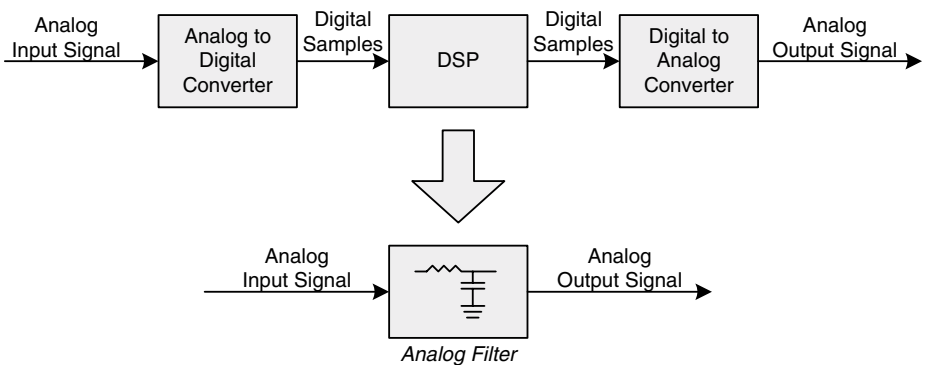 Analog
Input Signal
Analog to
Digital
Converter
Digital
Samples
DSP
Digital
Samples
Digital to
Analog
Converter
Analog
Output Signal
Analog
Input Signal
Analog
Output Signal
Analog Filter